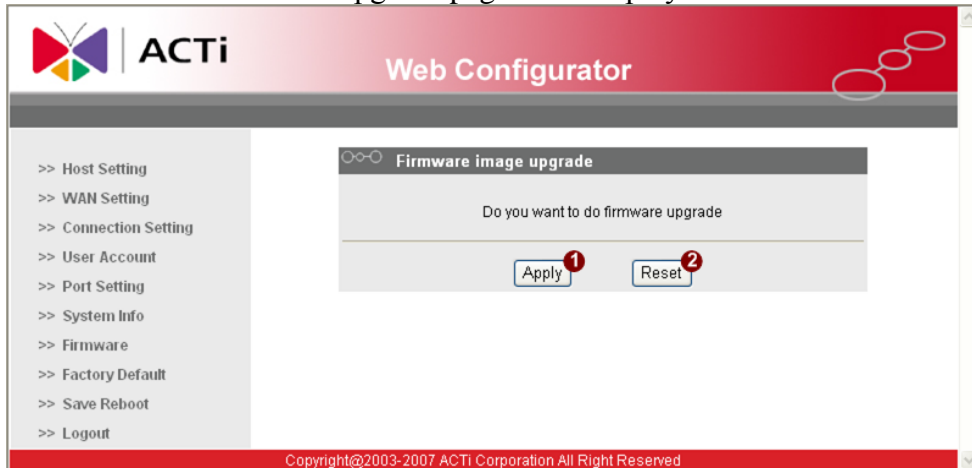 ACTi
Web Configurator
>> Host Setting
>> WAN Setting
>> Connection Setting
>> User Account
>> Port Setting
>> System Info
>> Firmware
>> Factory Default
>> Save Reboot
>> Logout
Firmware image upgrade
Do you want to do firmware upgrade
Apply 1 Reset 2
Copyright@2003-2007 ACTi Corporation All Right Reserved